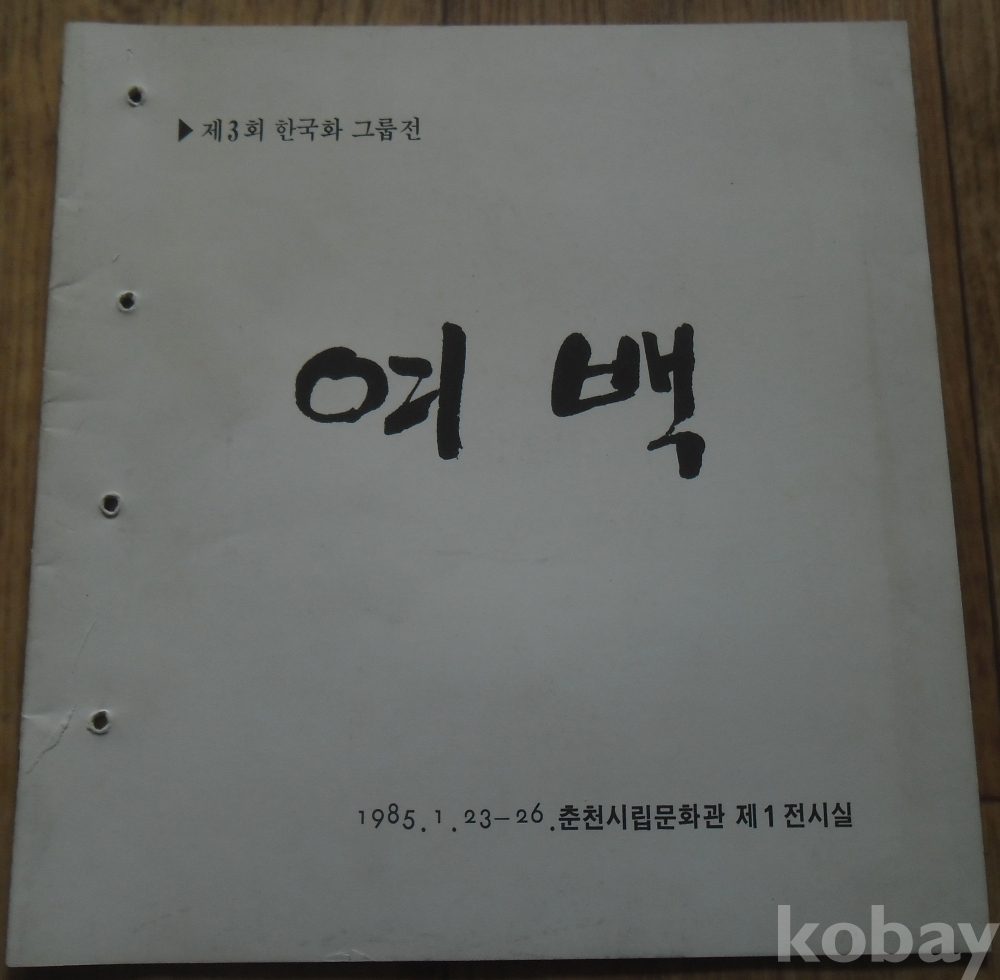 ▶ 제3회 한국화 그룹전
여 백
1985. 1. 23-26. 춘천시립문화관 제1전시실
kobay